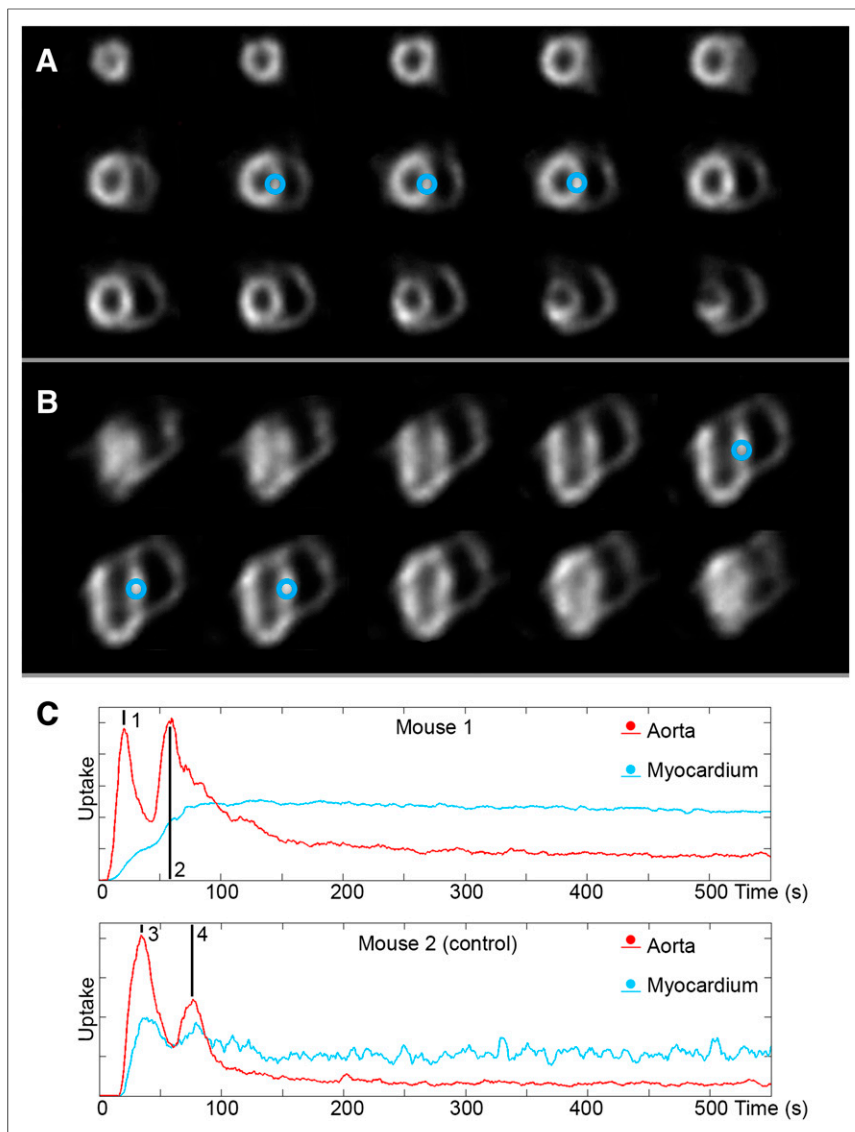 A
B
C
1
Mouse 1
Aorta
Myocardium
Uptake
2
0 100 200 300 400 500 Time (s)
3
4
Mouse 2 (control)
Aorta
Myocardium
Uptake
0 100 200 300 400 500 Time (s)